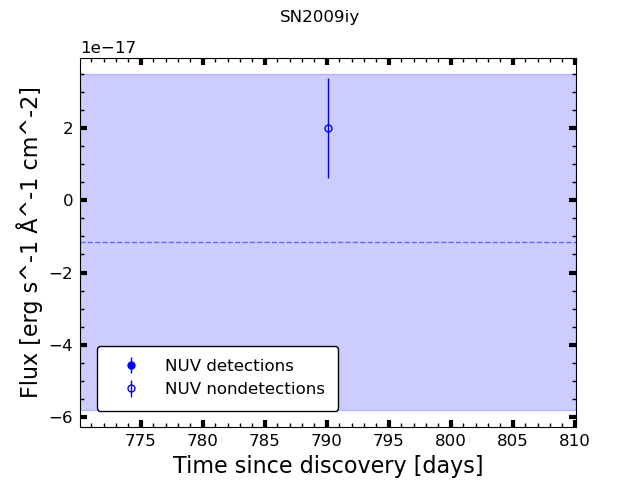 SN2009iy
1e−17
2
0
−2
−4
−6
Flux [erg s^-1 Å^-1 cm^-2]
NUV detections
NUV nondetections
775 780 785 790 795 800 805 810
Time since discovery [days]